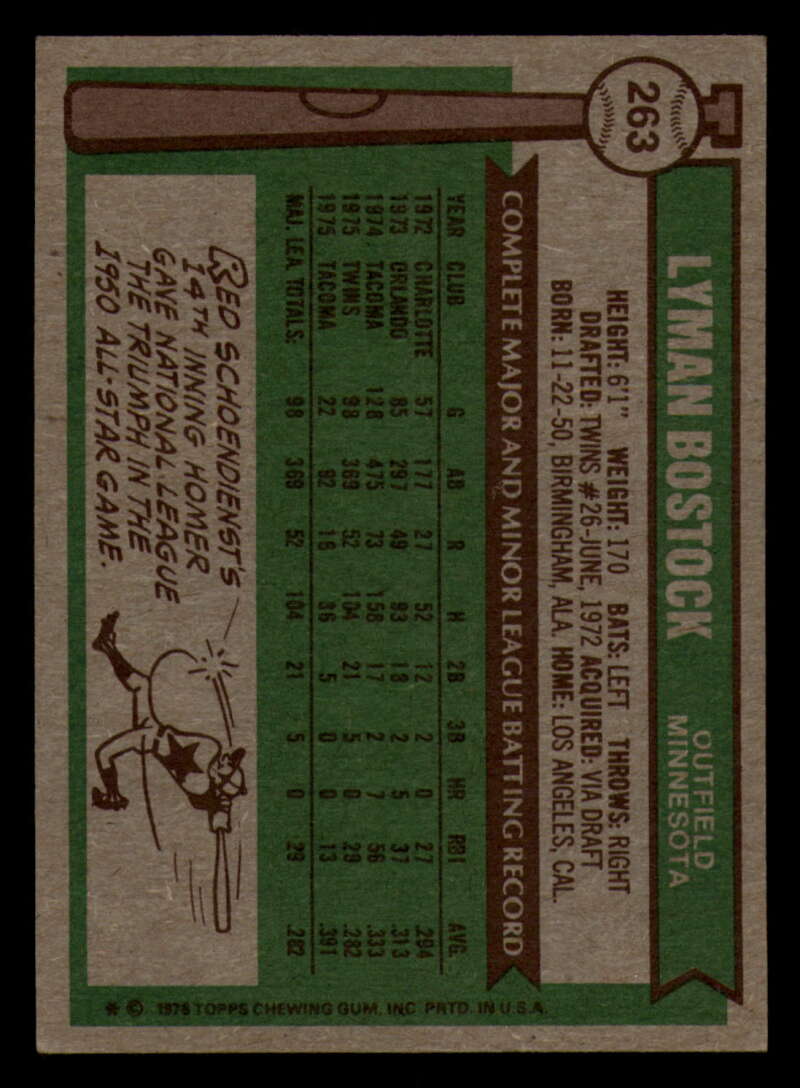 263
LYMAN BOSTOCK
OUTFIELD
MINNESOTA
HEIGHT: 6'1" WEIGHT: 170 BATS: LEFT THROWS: RIGHT
DRAFTED: TWINS #26-JUNE, 1972 ACQUIRED: VIA DRAFT
BORN: 11-22-50, BIRMINGHAM, ALA. HOME: LOS ANGELES, CAL.
COMPLETE MAJOR AND MINOR LEAGUE BATTING RECORD
YEAR CLUB G AB R H 2B 3B HR RBI AVG.
1972 CHARLOTTE 57 177 27 52 12 2 0 27 .294
1973 ORLANDO 85 297 49 93 18 2 5 37 .313
1974 TACOMA 128 475 73 158 17 2 7 56 .333
1975 TWINS 98 369 52 104 21 5 0 29 .282
1975 TACOMA 22 92 16 36 5 0 0 13 .391
MAJ. LEA. TOTALS: 98 369 52 104 21 5 0 29 .282
RED SCHOENDIENST'S
14TH INNING HOMER
GAVE NATIONAL LEAGUE
THE TRIUMPH IN THE
1950 ALL-STAR GAME.
* © 1976 TOPPS CHEWING GUM, INC. PRTD. IN U.S.A.